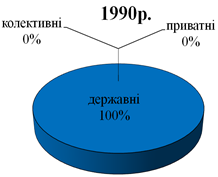 1990р.
колективні
0%
приватні
0%
державні
100%